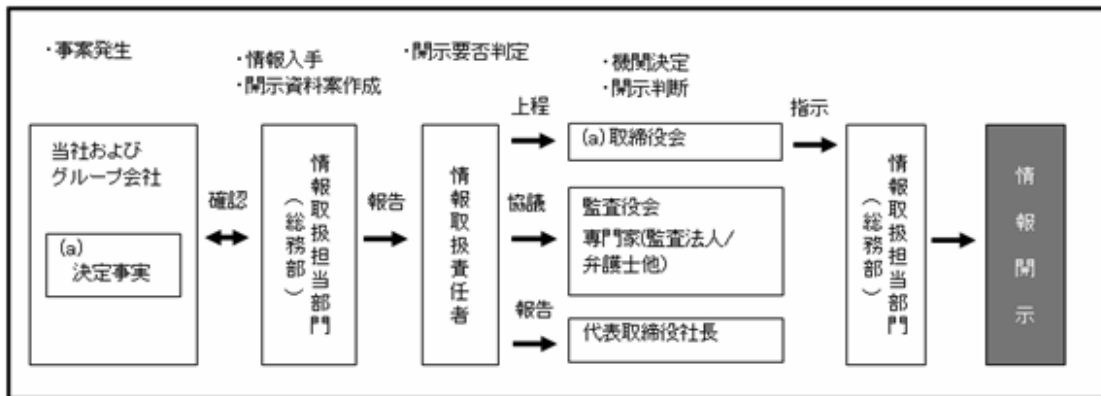 ・事案発生
・情報入手
・開示資料案作成
・開示要否判定
・機関決定
・開示判断
当社および
グループ会社
(a)
決定事実
確認
情報取扱担当部門
(総務部)
報告
情報取扱責任者
上程
(a)取締役会
協議
監査役会
専門家(監査法人/
弁護士他)
報告
代表取締役社長
指示
情報取扱担当部門
(総務部)
情報開示